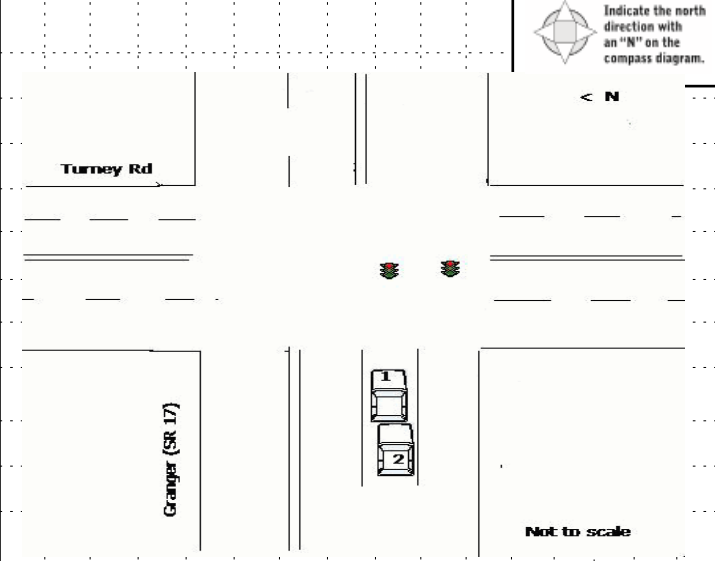 Indicate the north
direction with
an "N" on the
compass diagram.
< N
Turney Rd
1
2
Granger (SR 17)
Not to scale